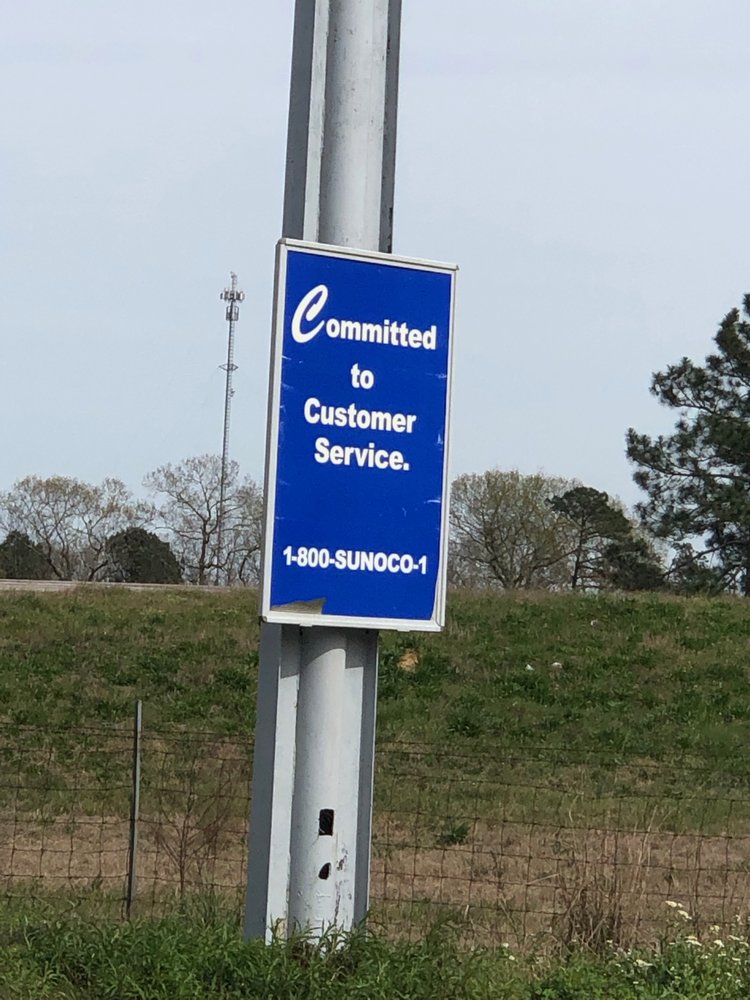 Committed
to
Customer
Service.
1-800-SUNOCO-1